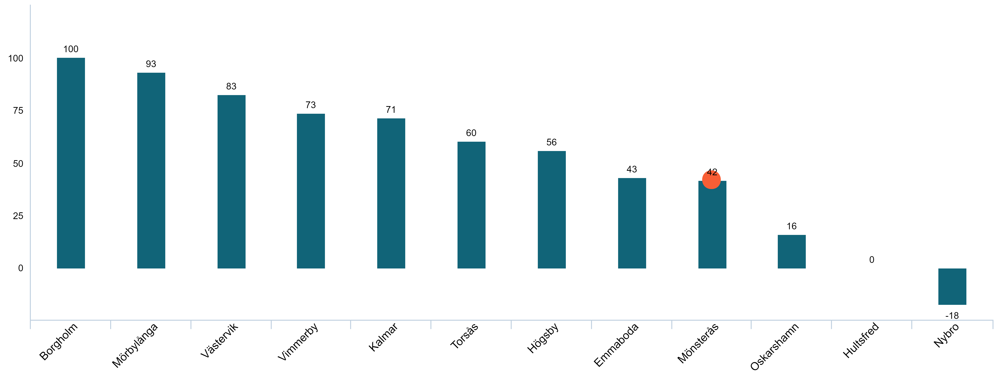 100
75
50
25
0
100
93
83
73
71
60
56
43
42
16
0
-18
Borgholm
Mörbylånga
Västervik
Vimmerby
Kalmar
Torsås
Högsby
Emmaboda
Mönsterås
Oskarshamn
Hultsfred
Nybro